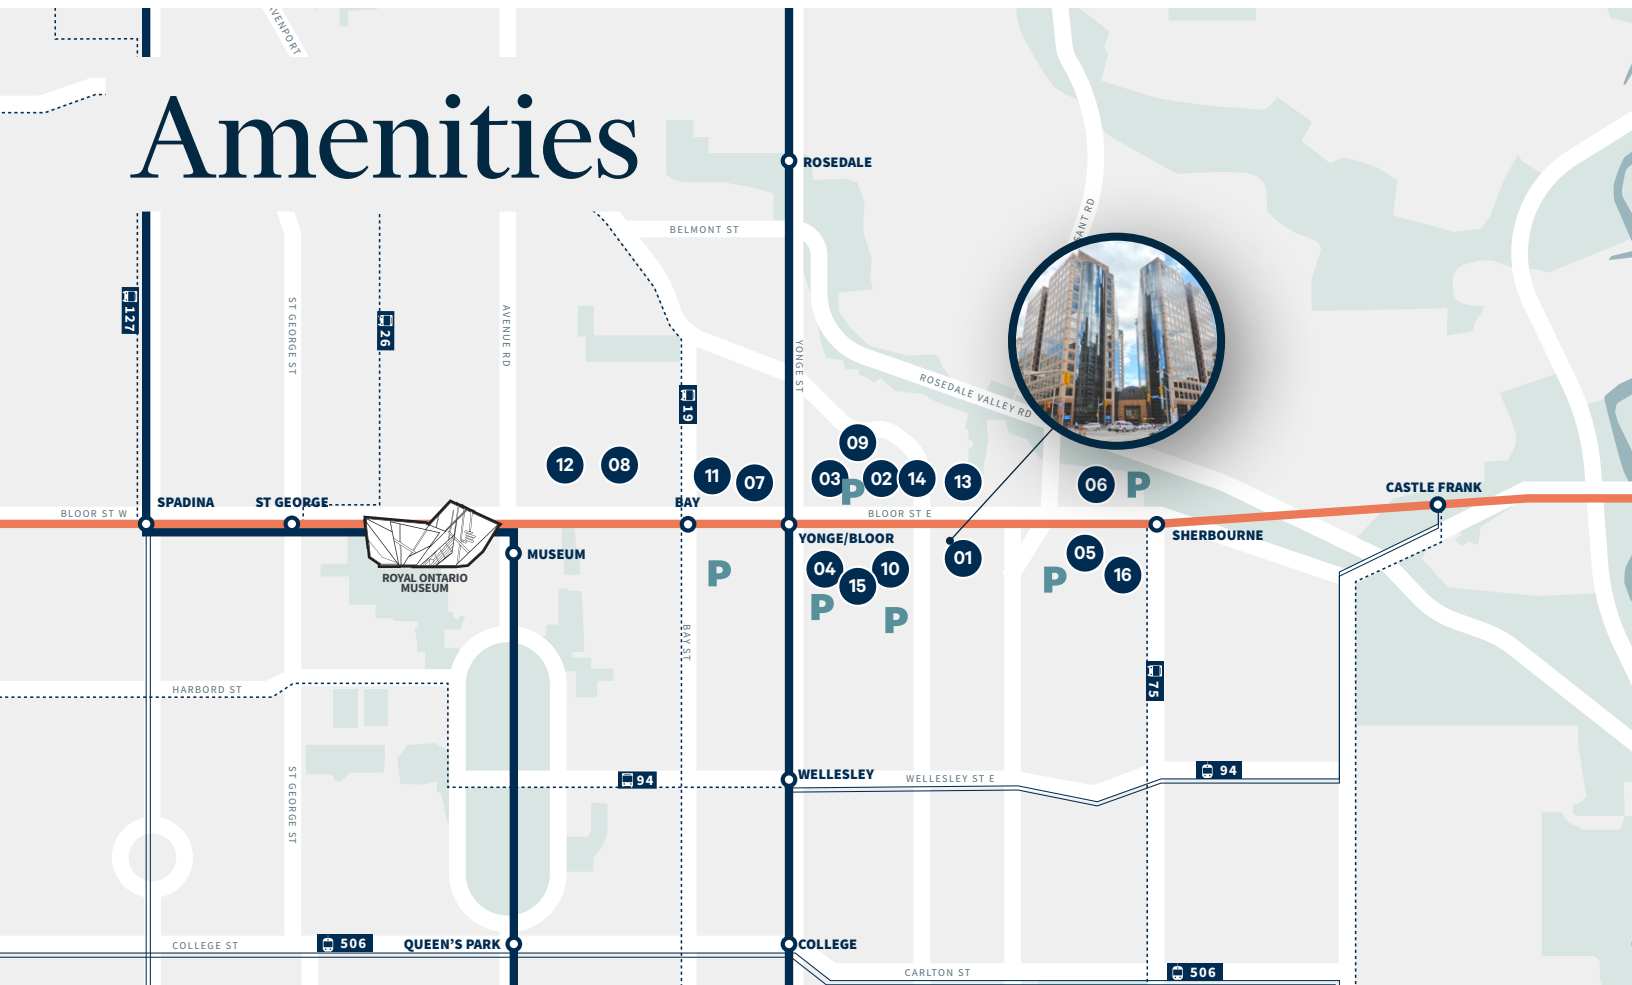 Amenities
ROSEDALE
BELMONT ST
127
ST GEORGE ST
26
AVENUE RD
19
YONGE ST
ROSEDALE VALLEY RD
09
12
08
11
07
03
P
02
14
13
06
P
SPADINA
ST GEORGE
BAY
CASTLE FRANK
BLOOR ST W
BLOOR ST E
YONGE/BLOOR
SHERBOURNE
MUSEUM
ROYAL ONTARIO
MUSEUM
P
04
15
10
01
05
16
P
P
P
BAY ST
75
HARBORD ST
94
WELLESLEY
WELLESLEY ST E
94
ST GEORGE ST
COLLEGE ST
506
QUEEN'S PARK
COLLEGE
CARLTON ST
506